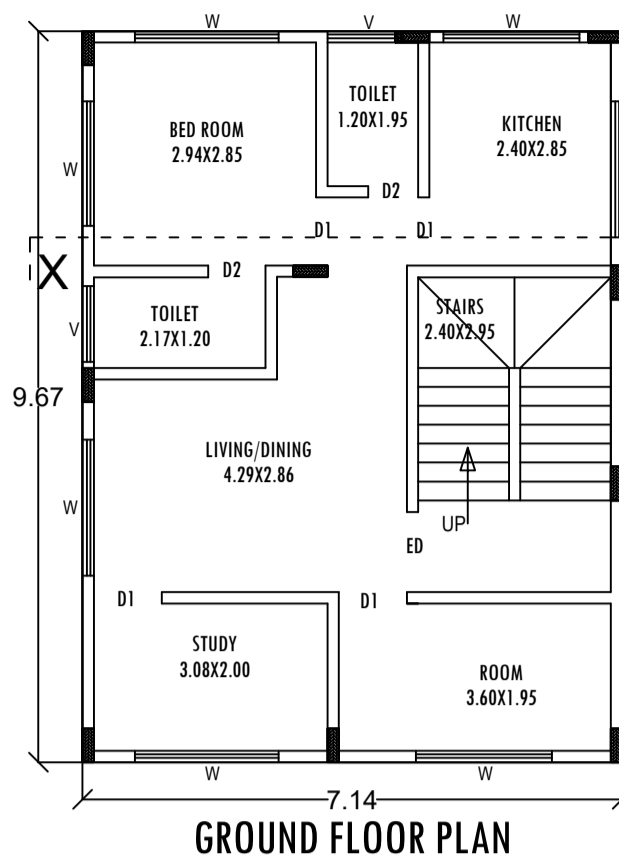 W
V
W
TOILET
1.20X1.95
BED ROOM
2.94X2.85
KITCHEN
2.40X2.85
W
D2
D1
D1
X
D2
TOILET
2.17X1.20
STAIRS
2.40X2.95
V
9.67
LIVING/DINING
4.29X2.86
W
UP
ED
D1
D1
STUDY
3.08X2.00
ROOM
3.60X1.95
W
W
7.14
GROUND FLOOR PLAN